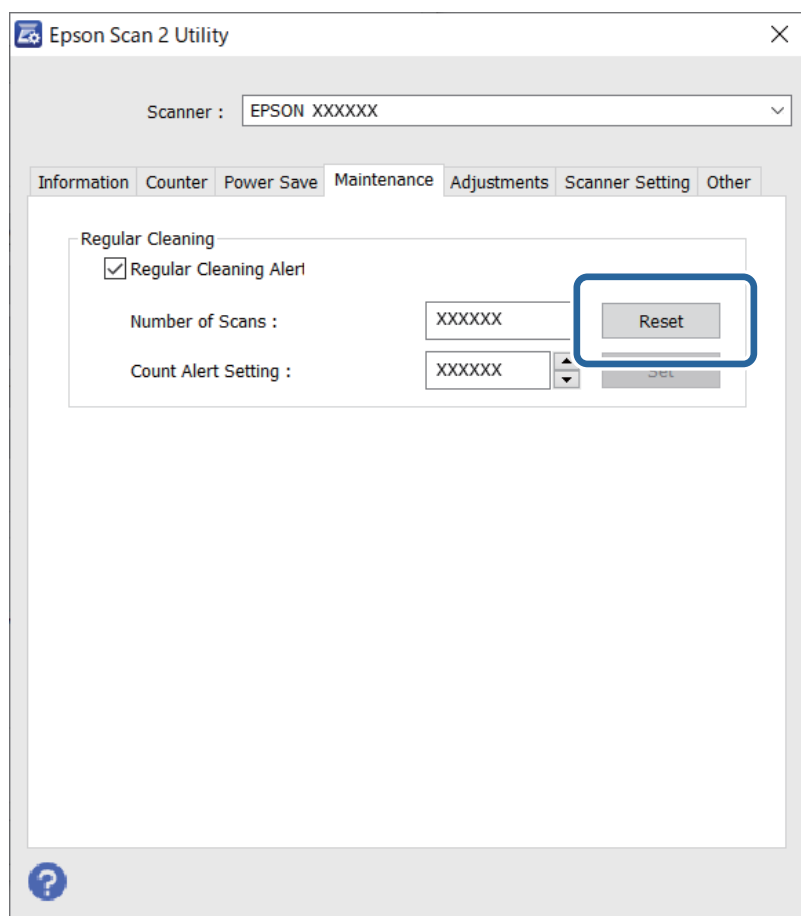 Epson Scan 2 Utility
Scanner : EPSON XXXXXX
Information Counter Power Save Maintenance Adjustments Scanner Setting Other
Regular Cleaning
Regular Cleaning Alert
Number of Scans : XXXXXX Reset
Count Alert Setting : XXXXXX Set
?